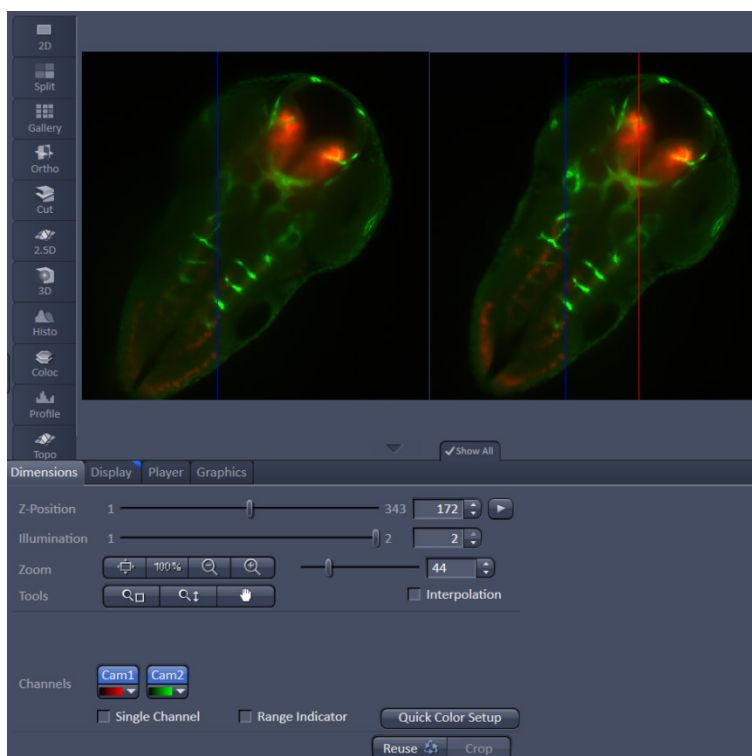 2D
Split
Gallery
Ortho
Cut
2.5D
3D
Histo
Coloc
Profile
Topo
Show All
Dimensions Display Player Graphics
Z-Position 1 343 172
Illumination 1 2 2
Zoom 100% 44
Tools Interpolation
Channels Cam1 Cam2
Single Channel Range Indicator Quick Color Setup
Reuse Crop